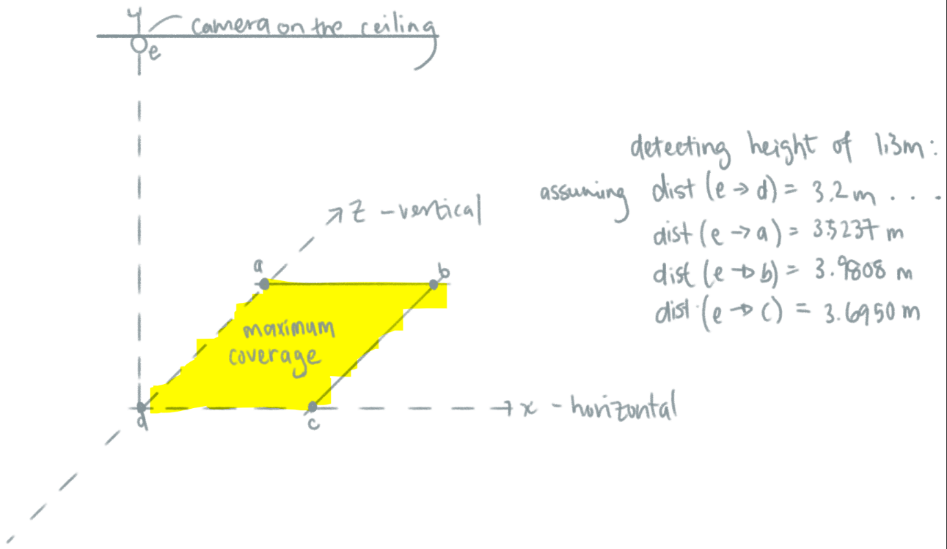 y
camera on the ceiling
e
detecting height of 1.3m:
assuming dist (e → d) = 3.2 m . . .
dist (e → a) = 3.5237 m
dist (e → b) = 3.9808 m
dist (e → c) = 3.6950 m
z - vertical
a
b
maximum
coverage
d
c
x - horizontal